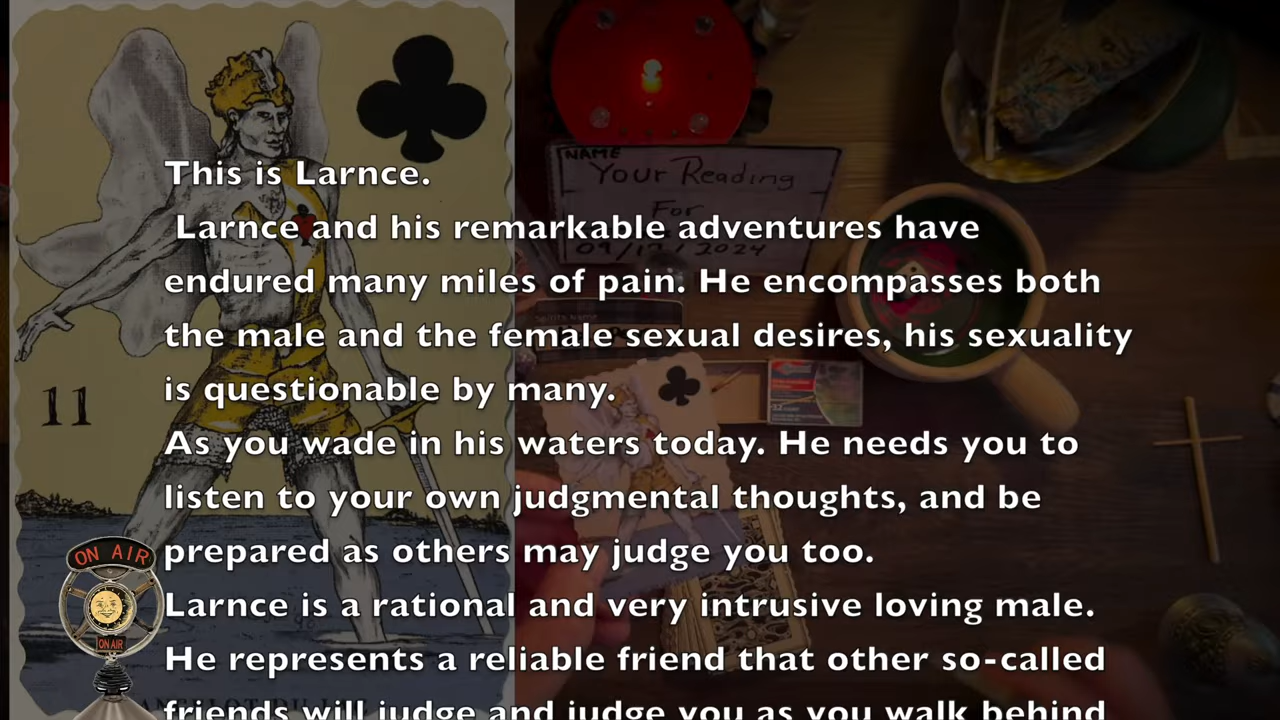 This is Larnce.
Larnce and his remarkable adventures have
endured many miles of pain. He encompasses both
the male and the female sexual desires, his sexuality
is questionable by many.
As you wade in his waters today. He needs you to
listen to your own judgmental thoughts, and be
prepared as others may judge you too.
Larnce is a rational and very intrusive loving male.
He represents a reliable friend that other so-called
friends will judge and judge you as you walk behind
11
ON AIR
ON AIR
NAME
Your Reading
For
09/17/2024